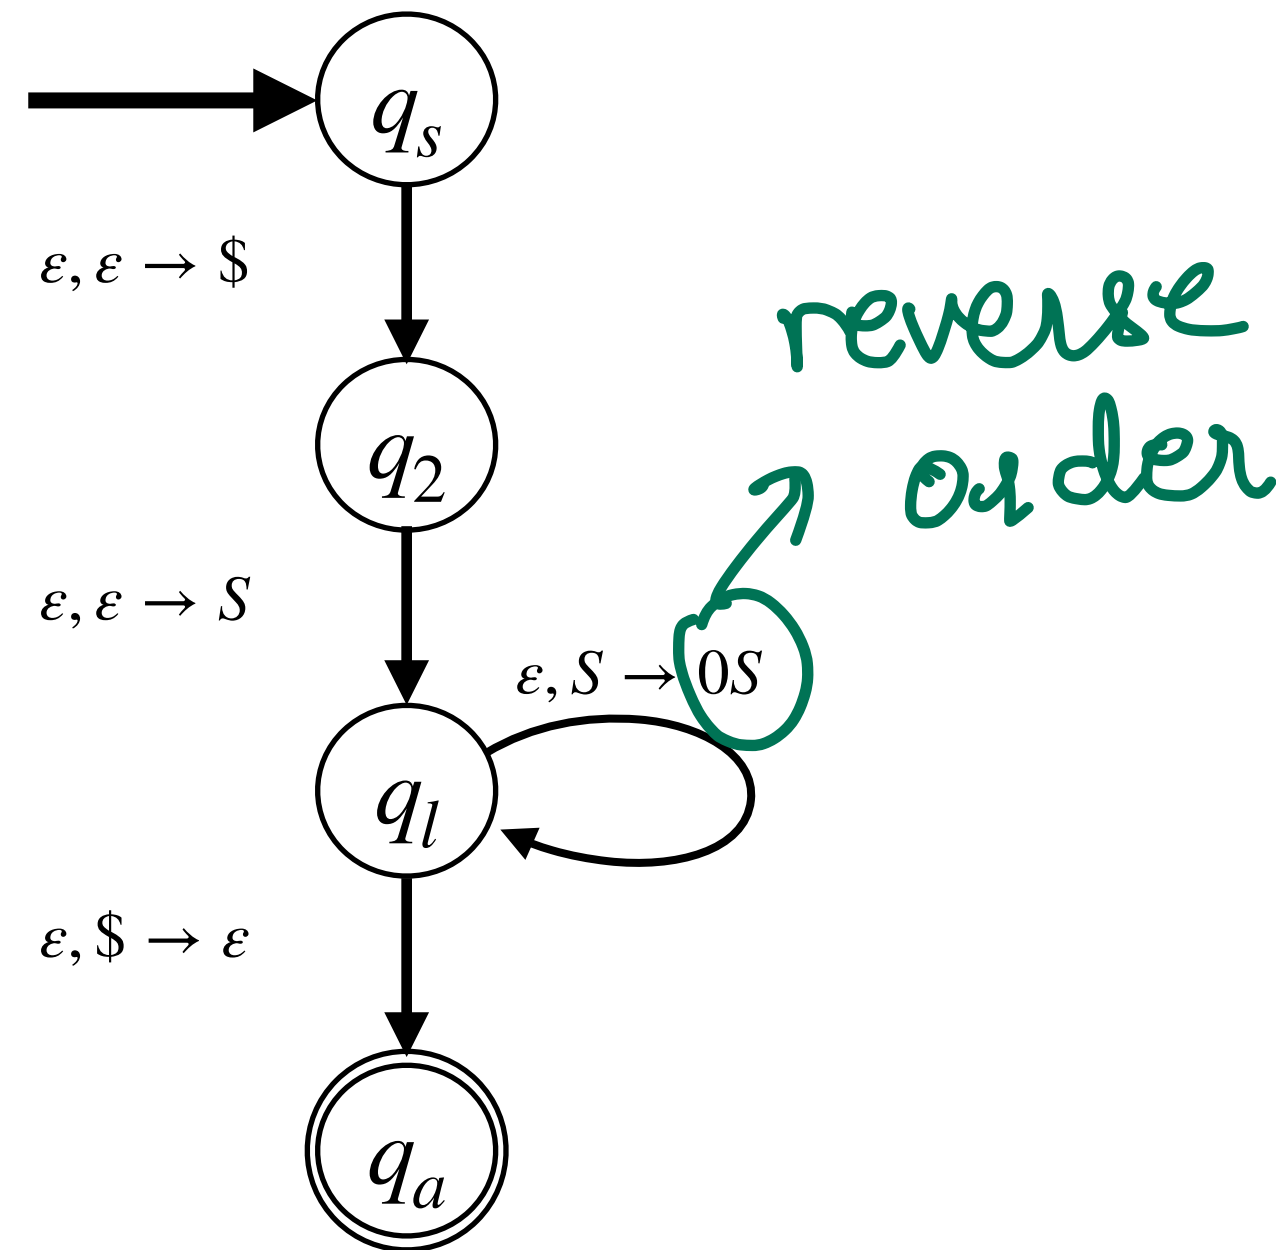 q_s
ε, ε → $
reverse
order
q_2
ε, ε → S
ε, S → 0S
q_l
ε, $ → ε
q_a